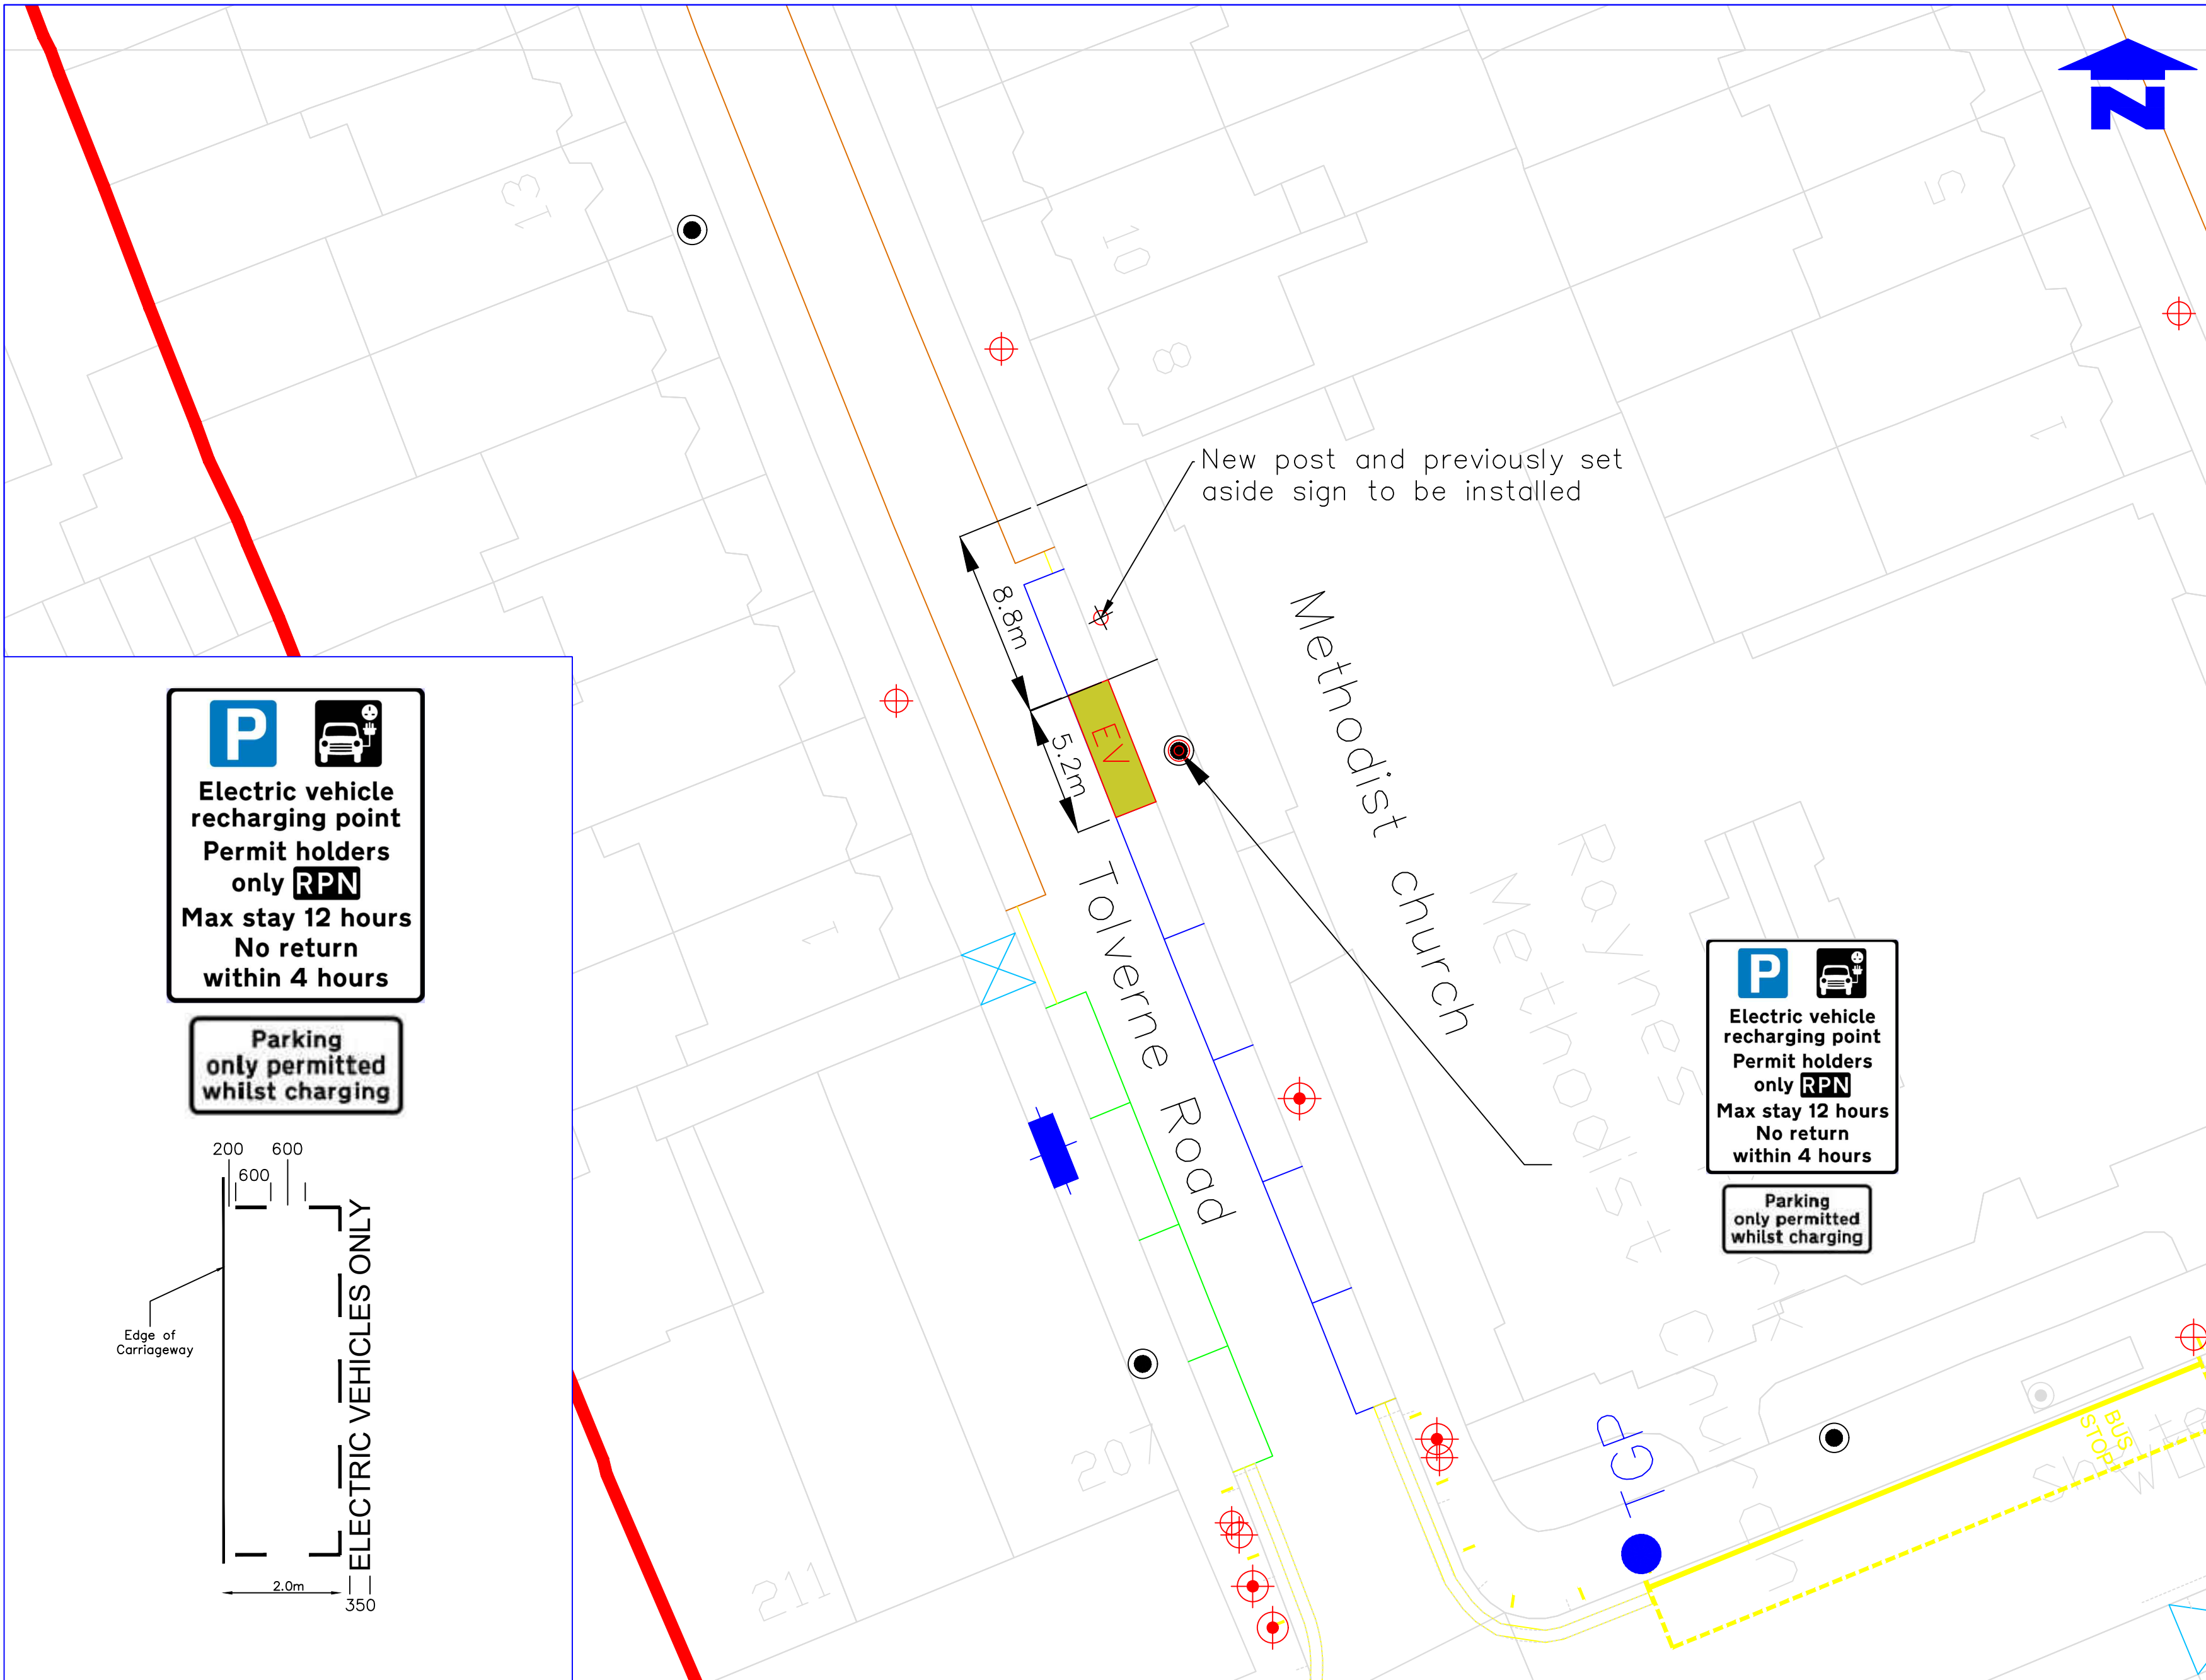 N
13
10
8
5
1
New post and previously set
aside sign to be installed
8.8m
5.2m
EV
Methodist church
Tolverne Road
1
Raynes
Methodist
Church
207
211
TGP
BUS
STOP
P
Electric vehicle
recharging point
Permit holders
only RPN
Max stay 12 hours
No return
within 4 hours
Parking
only permitted
whilst charging
200
600
600
Edge of
Carriageway
ELECTRIC VEHICLES ONLY
2.0m
350
P
Electric vehicle
recharging point
Permit holders
only RPN
Max stay 12 hours
No return
within 4 hours
Parking
only permitted
whilst charging